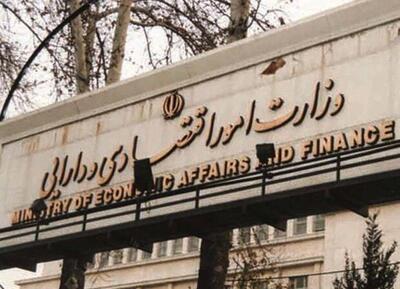 وزارت امور اقتصادی و دارایی
MINISTRY OF ECONOMIC AFFAIRS AND FINANCE